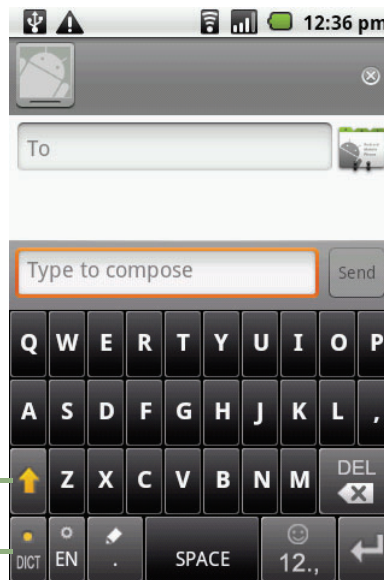 12:36 pm
To
Type to compose
Send
Q W E R T Y U I O P
A S D F G H J K L ,
Z X C V B N M DEL
DICT EN . SPACE 12.,